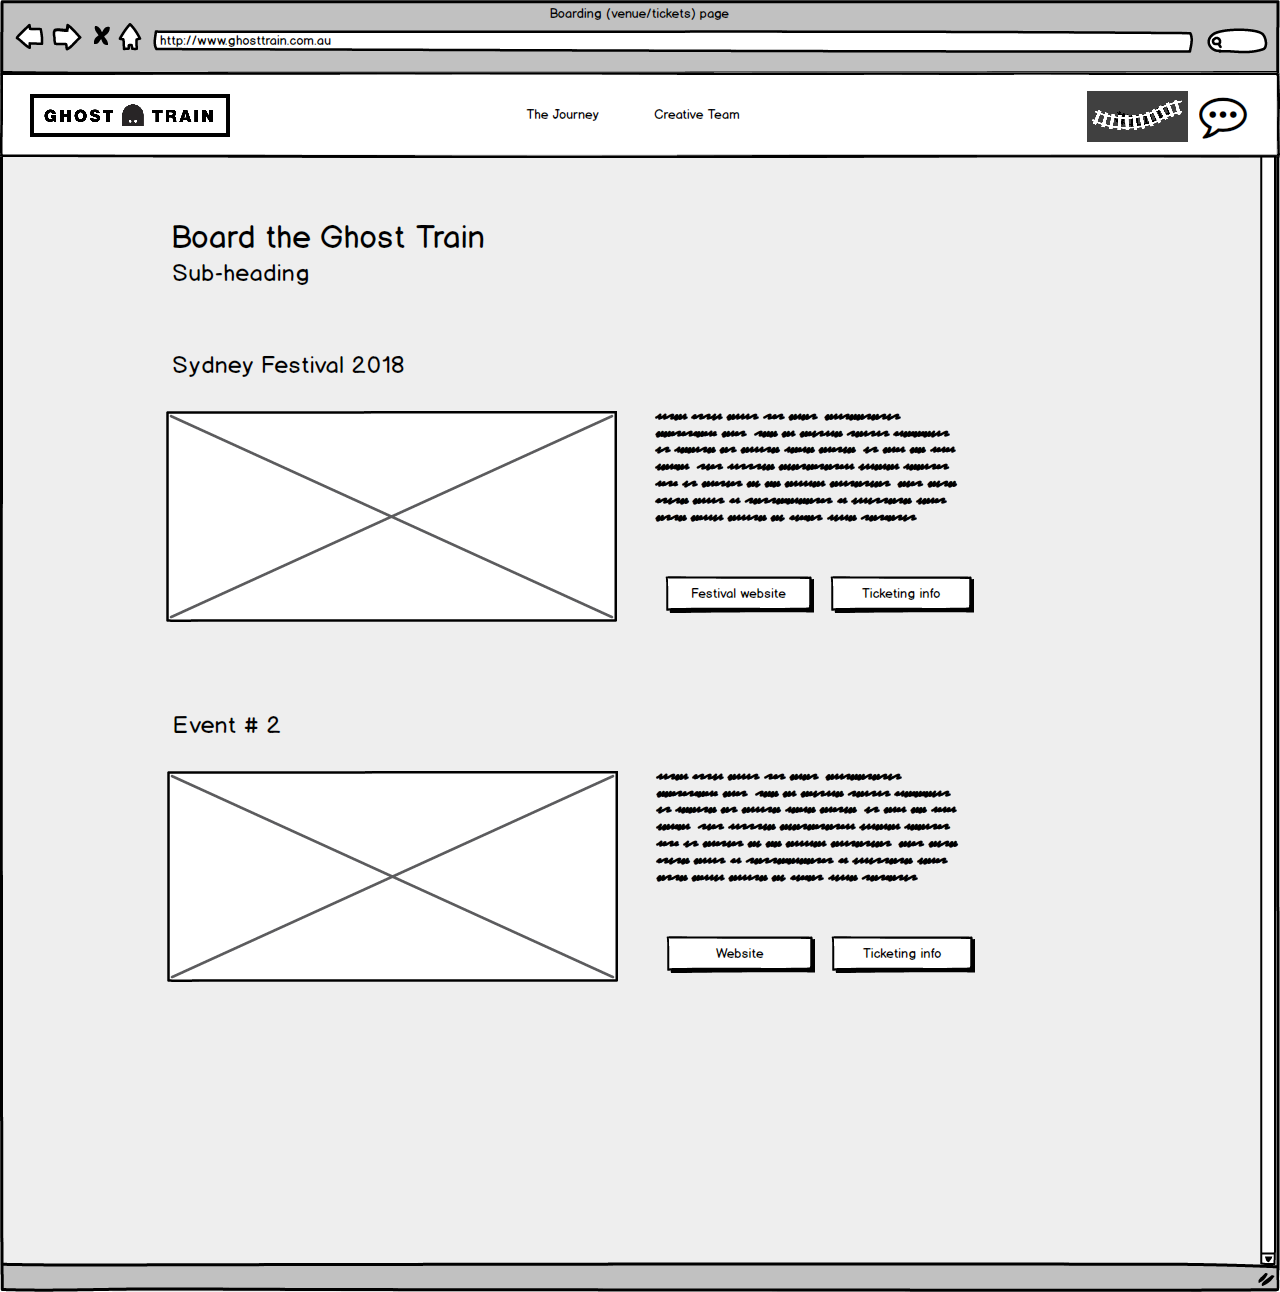 Boarding (venue/tickets) page
http://www.ghosttrain.com.au
GHOST TRAIN
The Journey
Creative Team
Board the Ghost Train
Sub-heading
Sydney Festival 2018
Festival website
Ticketing info
Event # 2
Website
Ticketing info